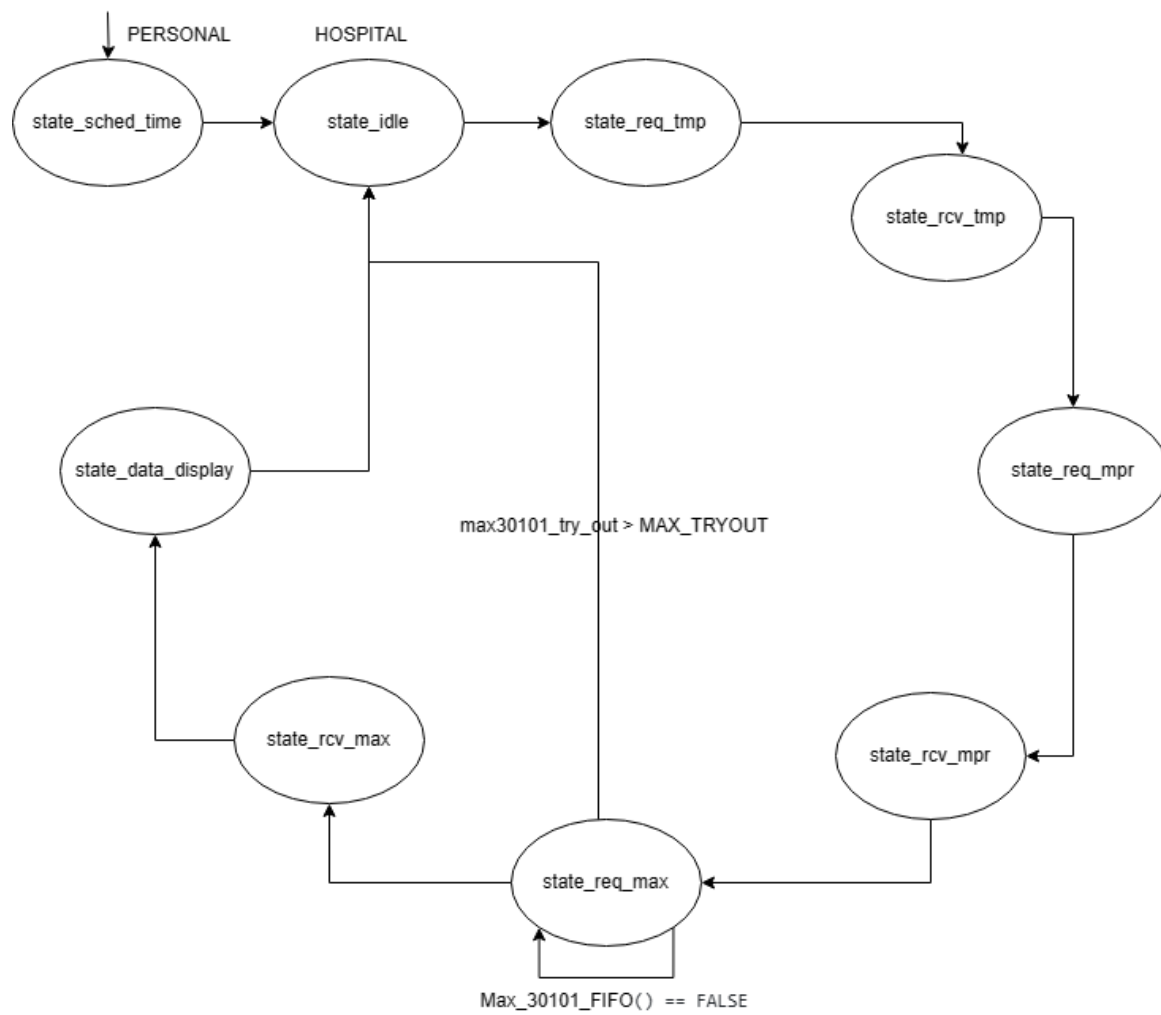 PERSONAL
HOSPITAL
state_sched_time
state_idle
state_req_tmp
state_rcv_tmp
state_req_mpr
state_data_display
max30101_try_out > MAX_TRYOUT
state_rcv_max
state_rcv_mpr
state_req_max
Max_30101_FIFO() == FALSE